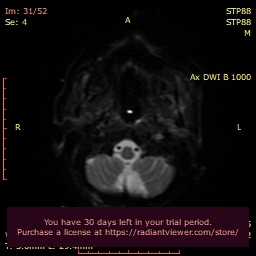 Im: 31/52
Se: 4
A
STP88
STP88
M
Ax DWI B 1000
R
L
You have 30 days left in your trial period.
Purchase a license at https://radiantviewer.com/store/